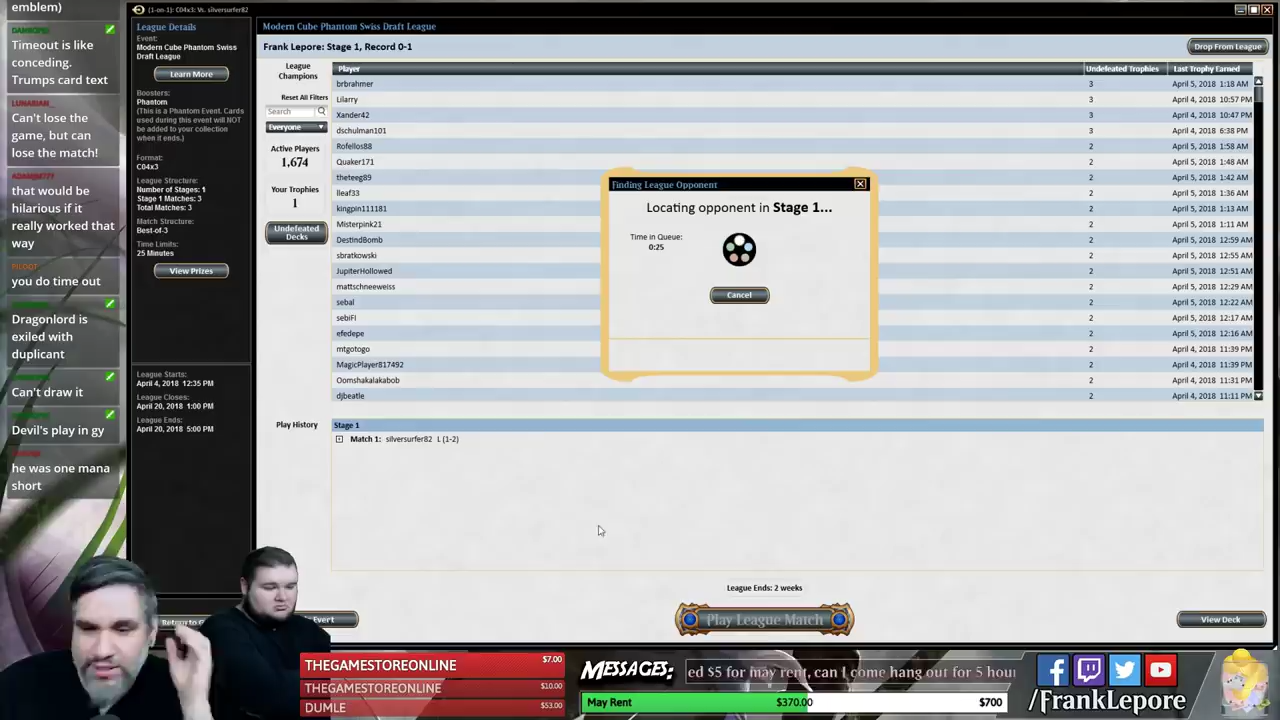 emblem)
Timeout is like
conceding.
Trumps card text
LUNARIAN_
Can't lose the
game, but can
lose the match!
that would be
hilarious if it
really worked that
way
you do time out
Dragonlord is
exiled with
duplicant
Can't draw it
Devil's play in gy
he was one mana
short
(1-on-1): C04x3: Vs. silversurfer82
League Details
Event:
Modern Cube Phantom Swiss
Draft League
Learn More
Boosters:
Phantom
(This is a Phantom Event. Cards
used during this event will NOT
be added to your collection
when it ends.)
Format:
C04x3
League Structure:
Number of Stages: 1
Stage 1 Matches: 3
Total Matches: 3
Match Structure:
Best-of-3
Time Limits:
25 Minutes
View Prizes
League Starts:
April 4, 2018 12:35 PM
League Closes:
April 20, 2018 1:00 PM
League Ends:
April 20, 2018 5:00 PM
Modern Cube Phantom Swiss Draft League
Frank Lepore: Stage 1, Record 0-1
Drop From League
League
Champions
Reset All Filters
Search
Everyone
Active Players
1,674
Your Trophies
1
Undefeated
Decks
Player Undefeated Trophies Last Trophy Earned
brbrahmer 3 April 5, 2018 1:18 AM
Lilarry 3 April 4, 2018 10:57 PM
Xander42 3 April 4, 2018 10:47 PM
dschulman101 3 April 4, 2018 6:38 PM
Rofellos88 2 April 5, 2018 1:58 AM
Quaker171 2 April 5, 2018 1:48 AM
theteeg89 2 April 5, 2018 1:42 AM
lleaf33 2 April 5, 2018 1:36 AM
kingpin111181 2 April 5, 2018 1:13 AM
Misterpink21 2 April 5, 2018 1:11 AM
DestindBomb 2 April 5, 2018 12:59 AM
sbratkowski 2 April 5, 2018 12:55 AM
JupiterHollowed 2 April 5, 2018 12:51 AM
mattschneeweiss 2 April 5, 2018 12:29 AM
sebal 2 April 5, 2018 12:22 AM
sebiFI 2 April 5, 2018 12:17 AM
efedepe 2 April 5, 2018 12:16 AM
mtgotogo 2 April 4, 2018 11:39 PM
MagicPlayer817492 2 April 4, 2018 11:39 PM
Oomshakalakabob 2 April 4, 2018 11:31 PM
djbeatle 2 April 4, 2018 11:11 PM
Finding League Opponent
Locating opponent in Stage 1...
Time in Queue:
0:25
Cancel
Play History
Stage 1
Match 1: silversurfer82 L (1-2)
League Ends: 2 weeks
Play League Match
View Deck
THEGAMESTOREONLINE $7.00
THEGAMESTOREONLINE $10.00
DUMLE $53.00
MESSAGES:
ed $5 for may rent, can I come hang out for 5 hour
May Rent $370.00 $700
/FrankLepore